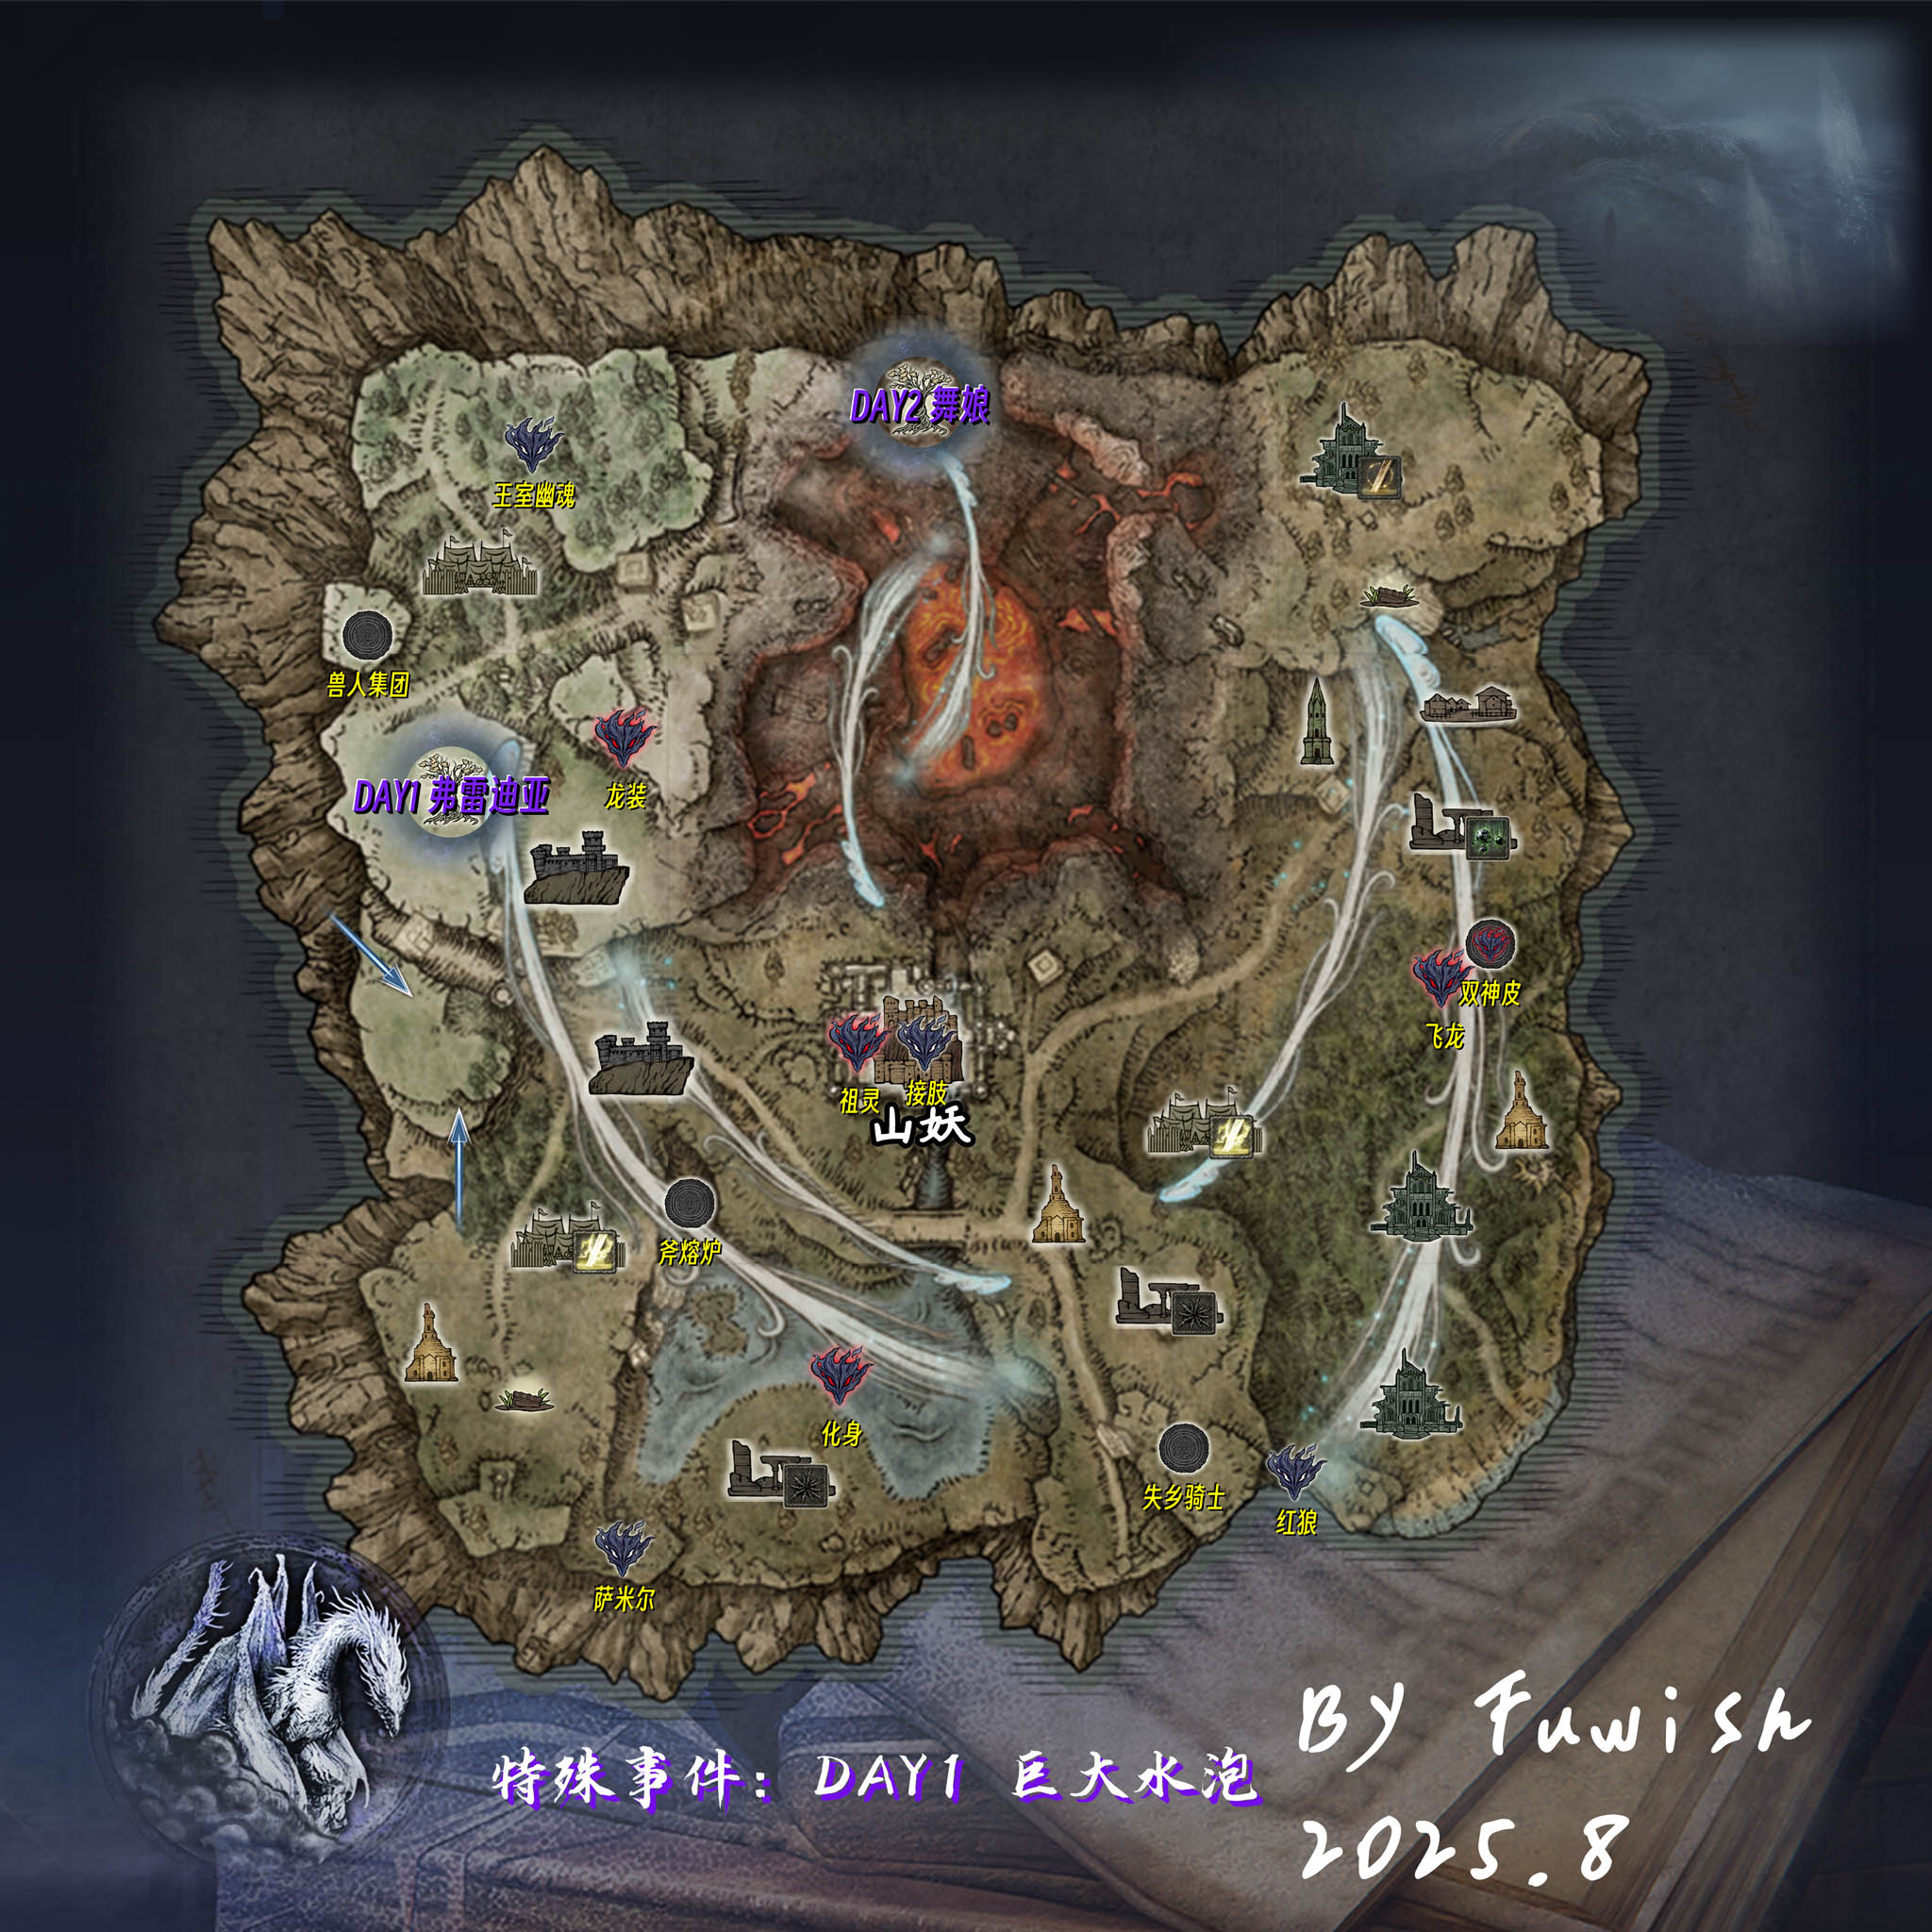 DAY2 舞娘
王室幽魂
兽人集团
龙装
DAY1 弗雷迪亚
双神皮
飞龙
祖灵
接肢
山妖
斧熔炉
化身
失乡骑士
红狼
萨米尔
By Fuwish
特殊事件：DAY1 巨大水泡
2025.8